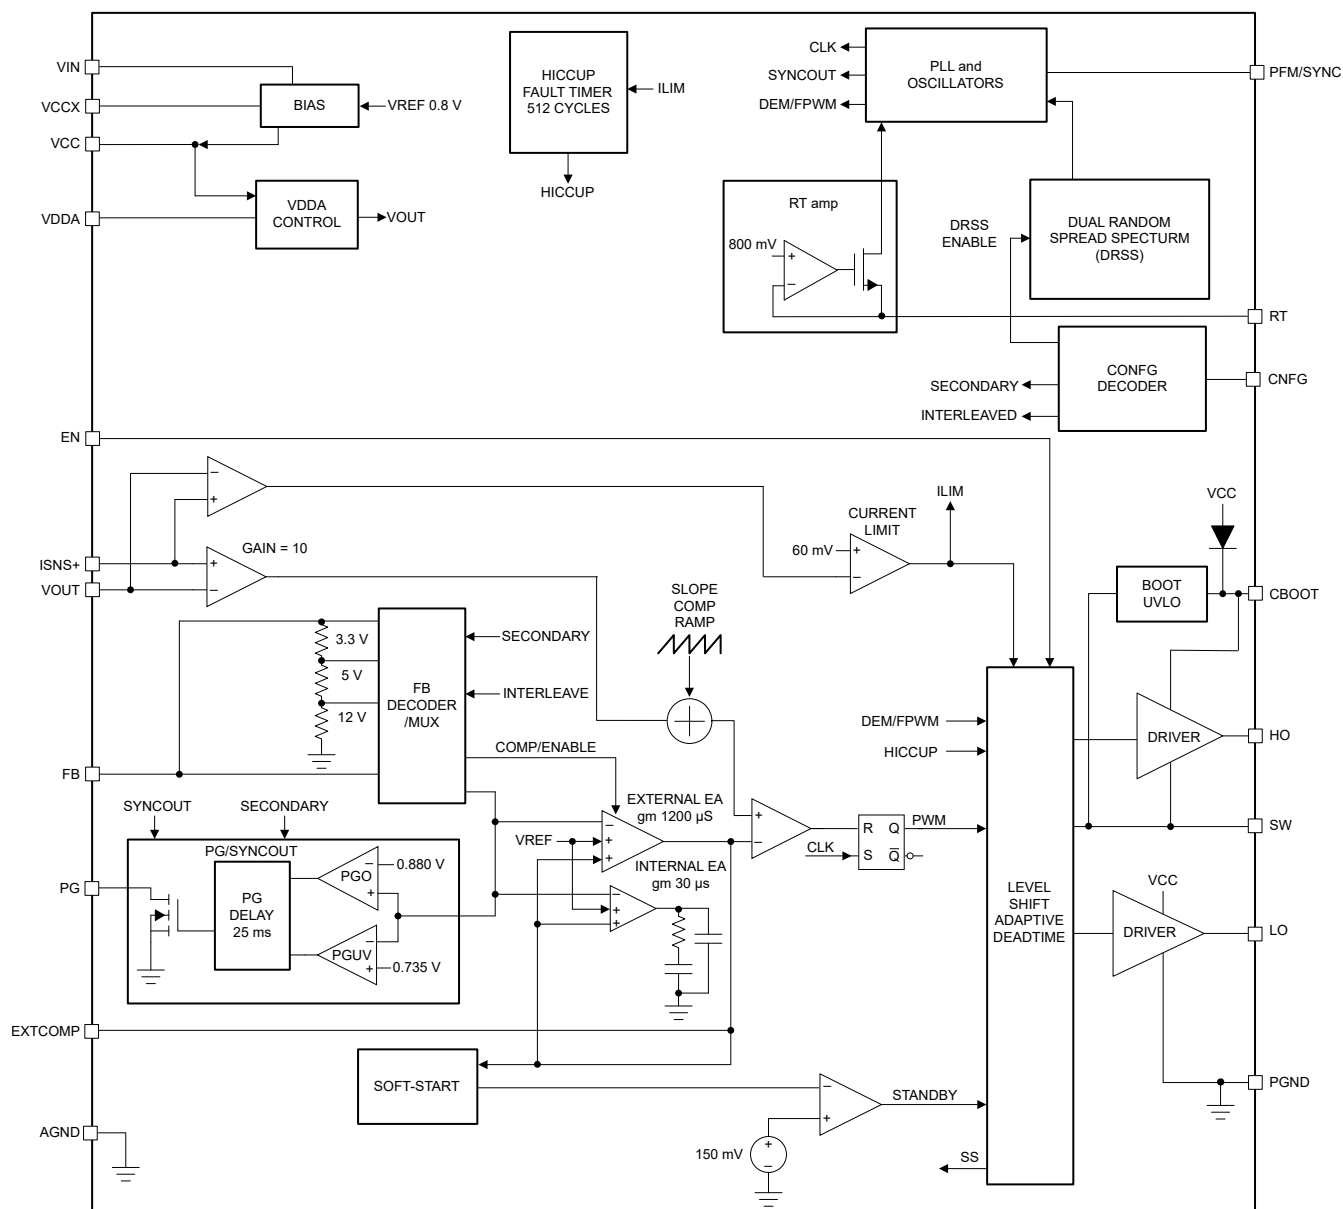 VIN
VCCX
VCC
VDDA
BIAS
VREF 0.8 V
VDDA
CONTROL
VOUT
HICCUP
FAULT TIMER
512 CYCLES
ILIM
HICCUP
CLK
SYNCOUT
DEM/FPWM
PLL and
OSCILLATORS
PFM/SYNC
RT amp
800 mV
+
−
DRSS
ENABLE
DUAL RANDOM
SPREAD SPECTURM
(DRSS)
RT
CONFG
DECODER
CNFG
SECONDARY
INTERLEAVED
EN
−
+
ISNS+
VOUT
+
−
GAIN = 10
CURRENT
LIMIT
ILIM
60 mV
+
−
VCC
BOOT
UVLO
CBOOT
SLOPE
COMP
RAMP
3.3 V
5 V
12 V
FB
DECODER
/MUX
SECONDARY
INTERLEAVE
COMP/ENABLE
FB
SYNCOUT
SECONDARY
PG/SYNCOUT
PG
PG
DELAY
25 ms
−
PGO
+
0.880 V
−
PGUV
+
0.735 V
EXTERNAL EA
gm 1200 µS
VREF
−
+
+
INTERNAL EA
gm 30 µs
−
+
+
+
−
R Q
S Q
CLK
PWM
DEM/FPWM
HICCUP
LEVEL
SHIFT
ADAPTIVE
DEADTIME
DRIVER
HO
SW
VCC
DRIVER
LO
PGND
EXTCOMP
SOFT-START
−
+
STANDBY
150 mV
+
−
SS
AGND